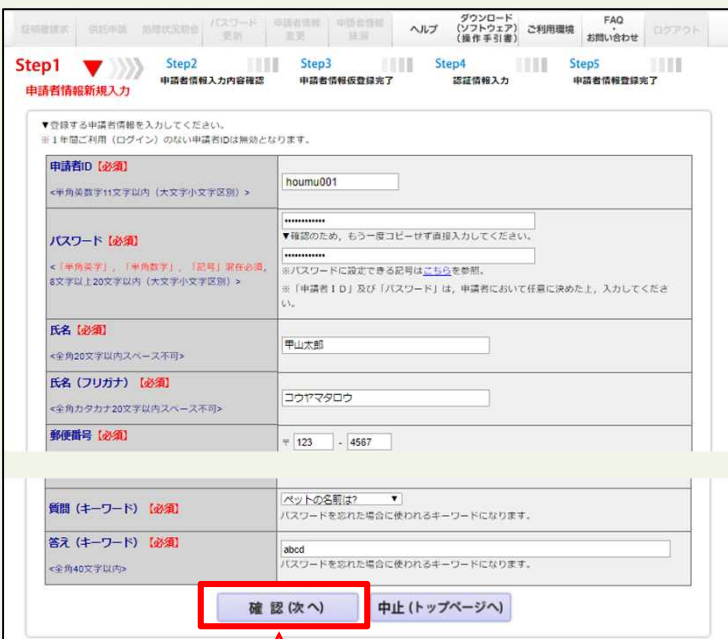 証明書請求 供託申請 処理状況照会 パスワード更新 申請者情報変更 申請者情報抹消 ヘルプ ダウンロード(ソフトウェア)(操作手引書) ご利用環境 FAQ・お問い合わせ ログアウト
Step1 Step2 Step3 Step4 Step5
申請者情報新規入力 申請者情報入力内容確認 申請者情報仮登録完了 認証情報入力 申請者情報登録完了
▼登録する申請者情報を入力してください。
※1年間ご利用（ログイン）のない申請者IDは無効となります。
申請者ID【必須】
<半角英数字11文字以内（大文字小文字区別）>
houmu001
パスワード【必須】
<「半角英字」，「半角数字」，「記号」混在必須，
8文字以上20文字以内（大文字小文字区別）>
••••••••••••
▼確認のため，もう一度コピーせず直接入力してください。
••••••••••••
※パスワードに設定できる記号はこちらを参照。
※「申請者ＩＤ」及び「パスワード」は，申請者において任意に決めた上，入力してくださ
い。
氏名【必須】
<全角20文字以内スペース不可>
甲山太郎
氏名（フリガナ）【必須】
<全角カタカナ20文字以内スペース不可>
コウヤマタロウ
郵便番号【必須】
〒 123 - 4567
質問（キーワード）【必須】
ペットの名前は? ▼
パスワードを忘れた場合に使われるキーワードになります。
答え（キーワード）【必須】
<全角40文字以内>
abcd
パスワードを忘れた場合に使われるキーワードになります。
確 認 (次 へ) 中止 (トップページへ)